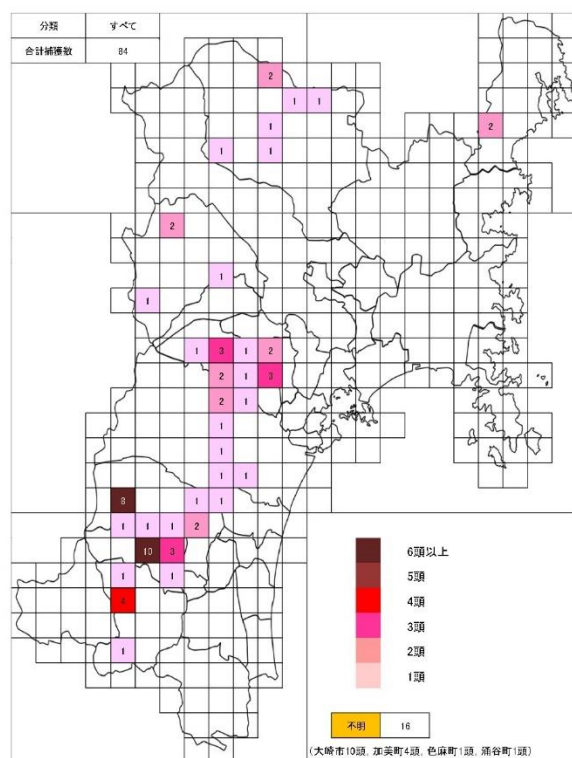 分類 すべて
合計捕獲数 84
2
1 1
1 2
1 1
2
1
1
1 3 1 2
2 1 3
2 1
1
1
1 1
8 1 1
1 1 1 2
10 3
1 1
4
1
6頭以上
5頭
4頭
3頭
2頭
1頭
不明 16
(大崎市10頭, 加美町4頭, 色麻町1頭, 涌谷町1頭)